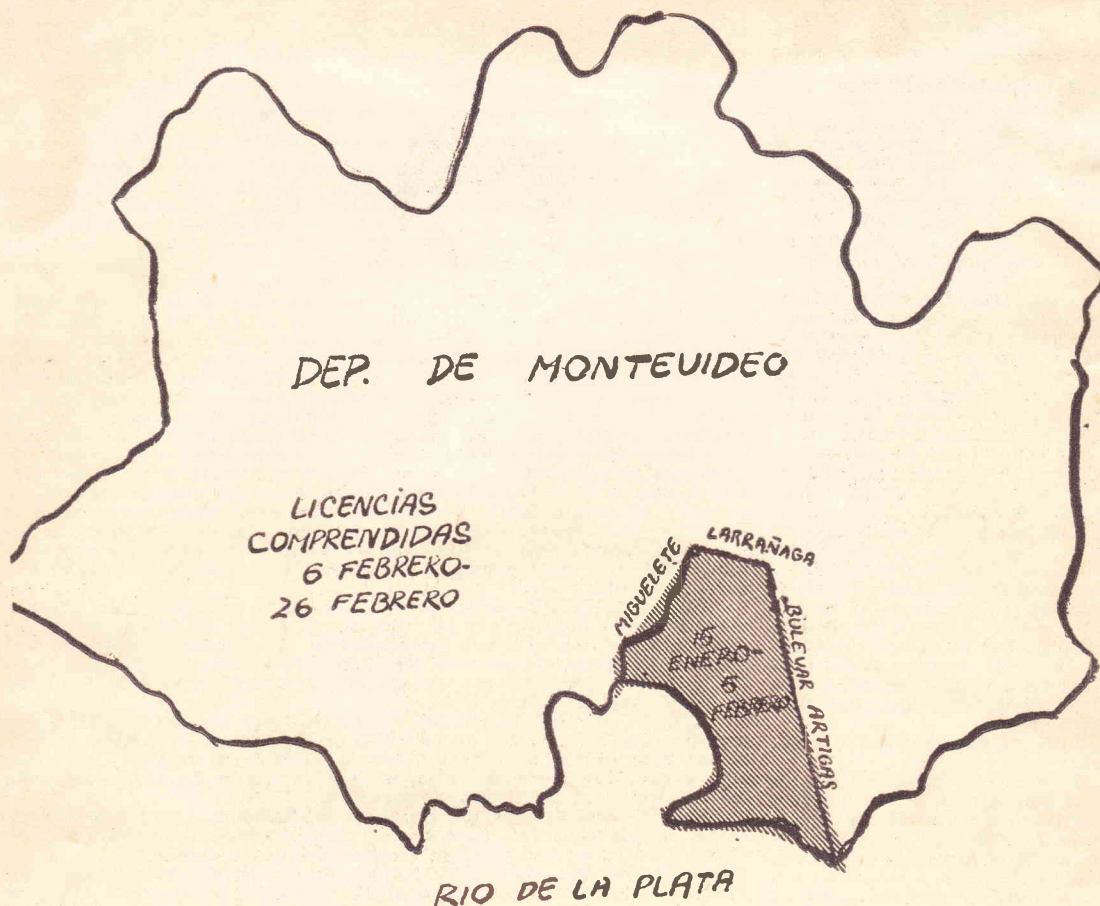 DEP. DE MONTEVIDEO
LICENCIAS
COMPRENDIDAS
6 FEBRERO-
26 FEBRERO
MIGUELETE
LARRAÑAGA
BULEVAR ARTIGAS
16
ENERO-
5
FEBRERO
RIO DE LA PLATA